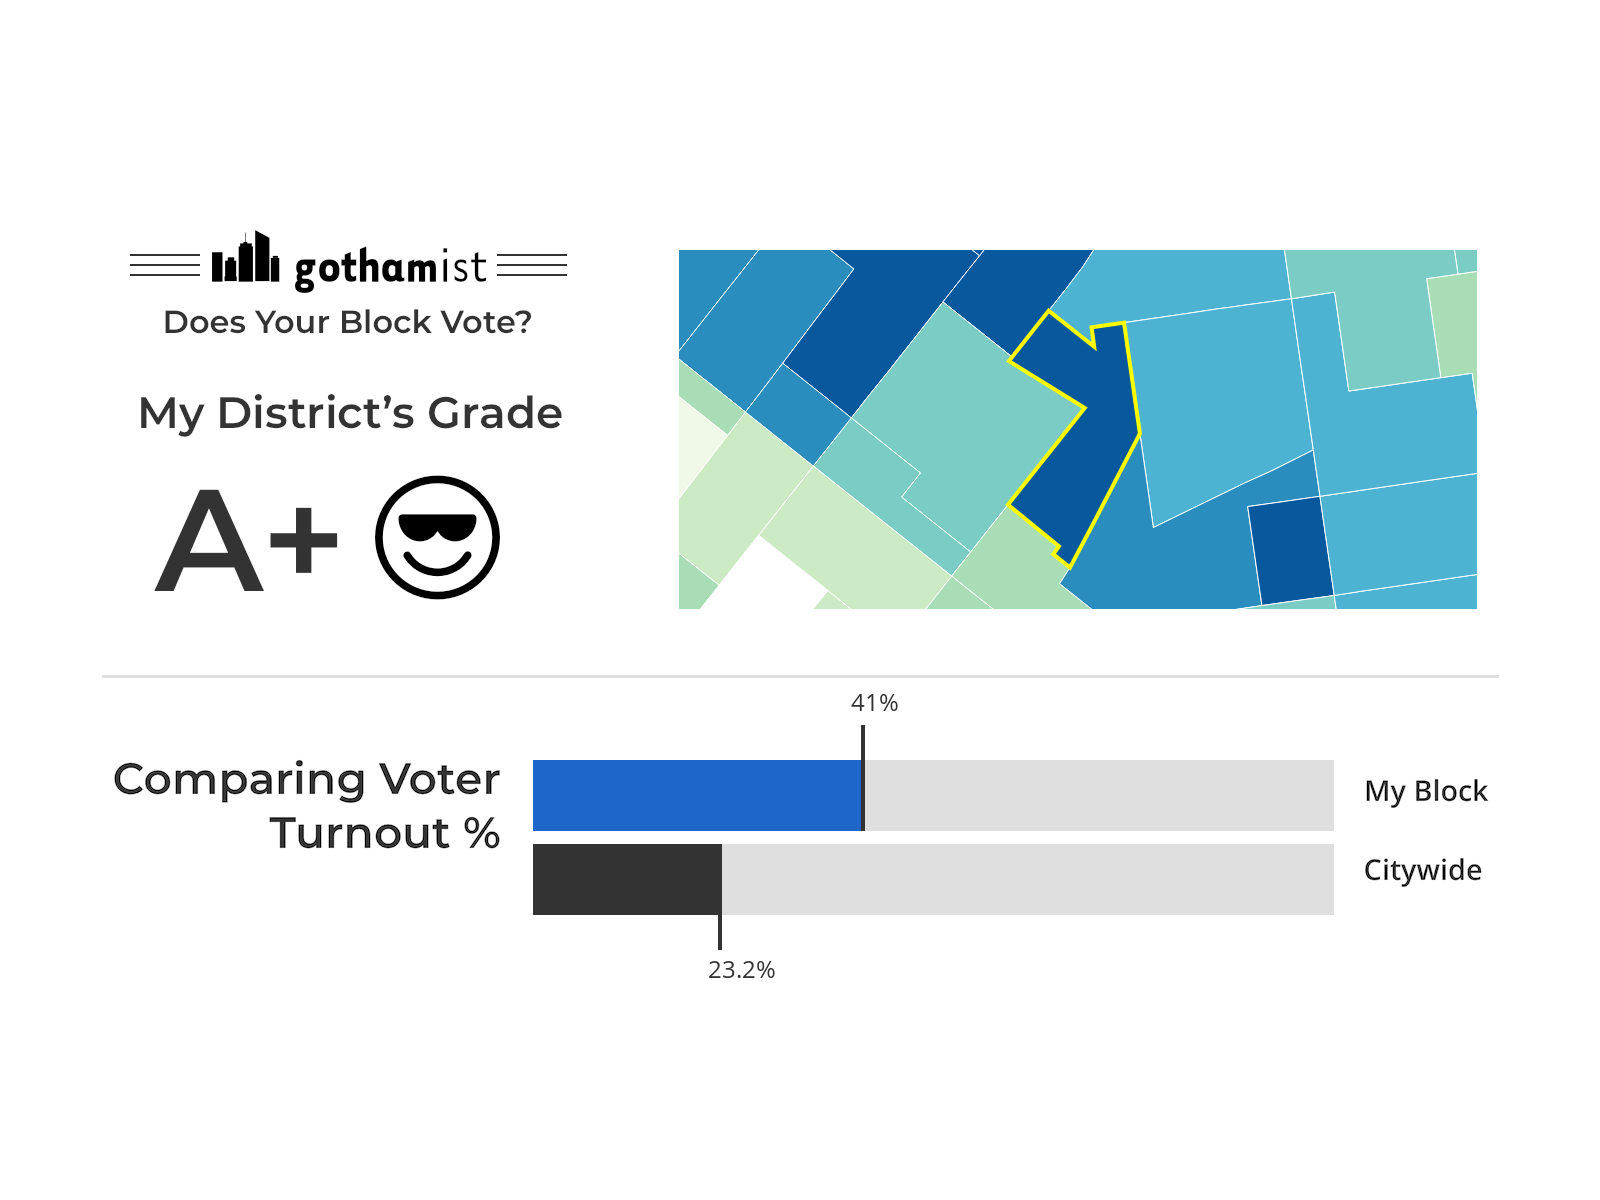 gothamist
Does Your Block Vote?
My District’s Grade
A+
41%
Comparing Voter
Turnout %
My Block
Citywide
23.2%